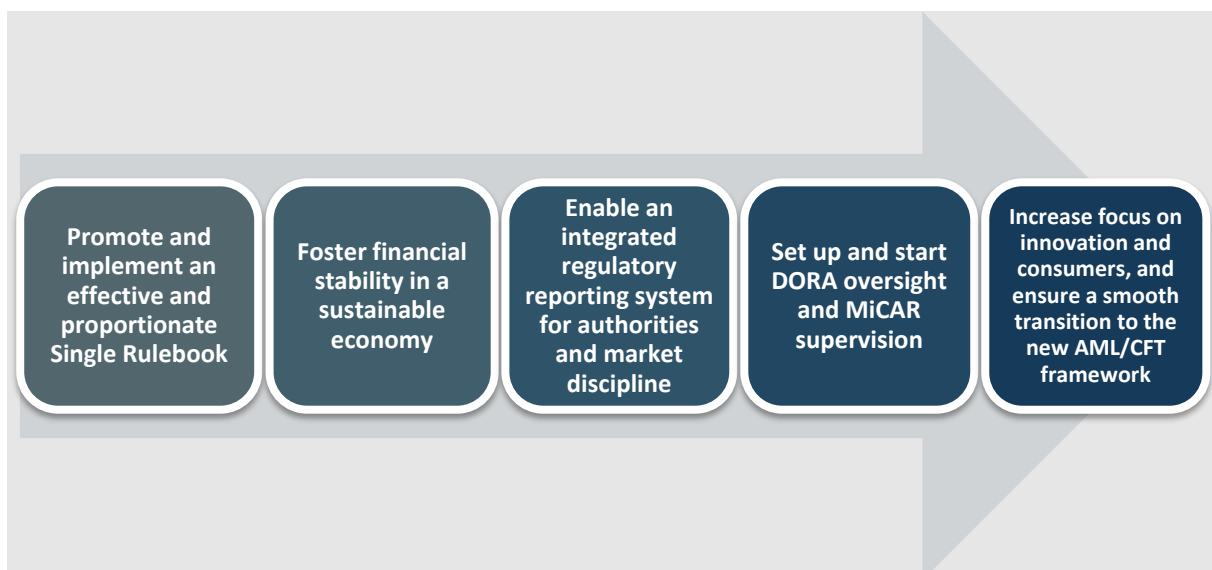 Promote and
implement an
effective and
proportionate
Single Rulebook
Foster financial
stability in a
sustainable
economy
Enable an
integrated
regulatory
reporting system
for authorities
and market
discipline
Set up and start
DORA oversight
and MiCAR
supervision
Increase focus on
innovation and
consumers, and
ensure a smooth
transition to the
new AML/CFT
framework